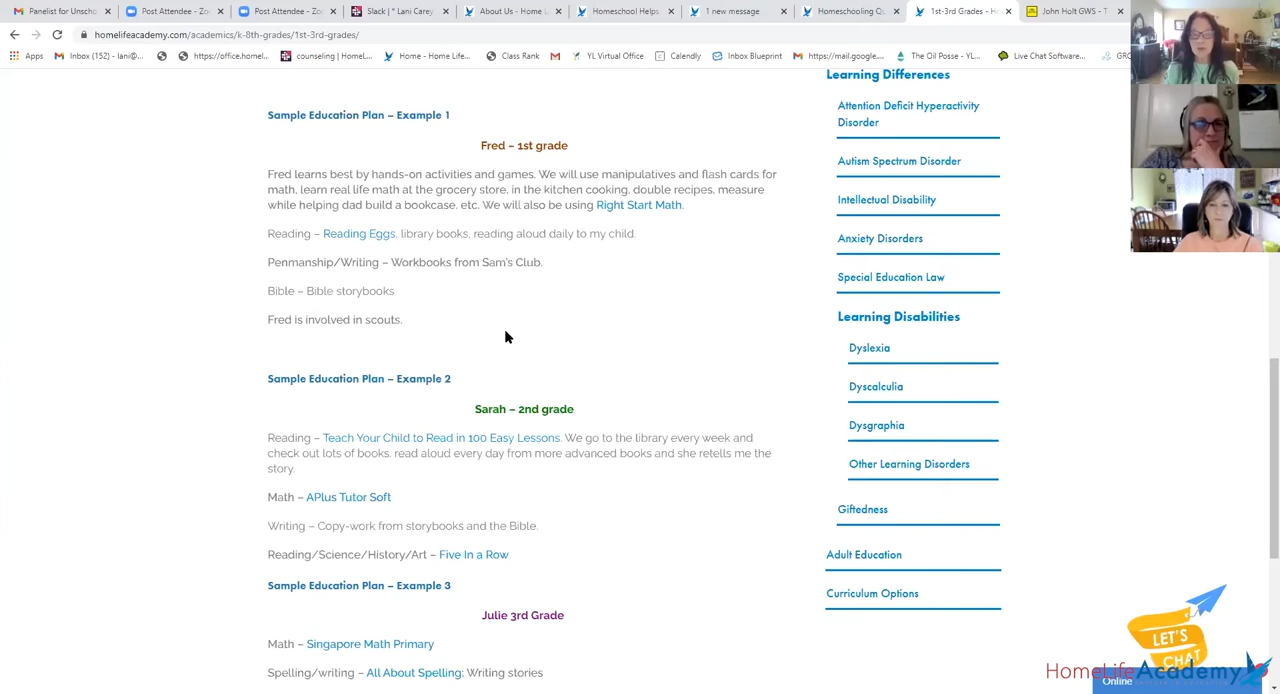 Panelist for Unscho
Post Attendee - Zo
Post Attendee - Zo
Slack | * Lani Carey
About Us - Home L
Homeschool Helps
1 new message
Homeschooling Qu
1st-3rd Grades - H
John Holt GWS - T
homelifeacademy.com/academics/k-8th-grades/1st-3rd-grades/
Apps
Inbox (152) - lani@...
https://office.homel...
counseling | HomeL...
Home - Home Life...
Class Rank
YL Virtual Office
Calendly
Inbox Blueprint
https://mail.google....
The Oil Posse - YL...
Live Chat Software...
Learning Differences
Attention Deficit Hyperactivity
Disorder
Autism Spectrum Disorder
Intellectual Disability
Anxiety Disorders
Special Education Law
Learning Disabilities
Dyslexia
Dyscalculia
Dysgraphia
Other Learning Disorders
Giftedness
Adult Education
Curriculum Options
Sample Education Plan – Example 1
Fred – 1st grade
Fred learns best by hands-on activities and games. We will use manipulatives and flash cards for
math, learn real life math at the grocery store, in the kitchen cooking, double recipes, measure
while helping dad build a bookcase, etc. We will also be using Right Start Math.
Reading – Reading Eggs, library books, reading aloud daily to my child.
Penmanship/Writing – Workbooks from Sam's Club.
Bible – Bible storybooks
Fred is involved in scouts.
Sample Education Plan – Example 2
Sarah – 2nd grade
Reading – Teach Your Child to Read in 100 Easy Lessons. We go to the library every week and
check out lots of books, read aloud every day from more advanced books and she retells me the
story.
Math – APlus Tutor Soft
Writing – Copy-work from storybooks and the Bible.
Reading/Science/History/Art – Five In a Row
Sample Education Plan – Example 3
Julie 3rd Grade
Math – Singapore Math Primary
Spelling/writing – All About Spelling; Writing stories
LET'S
CHAT
HomeLifeAcademy
Online